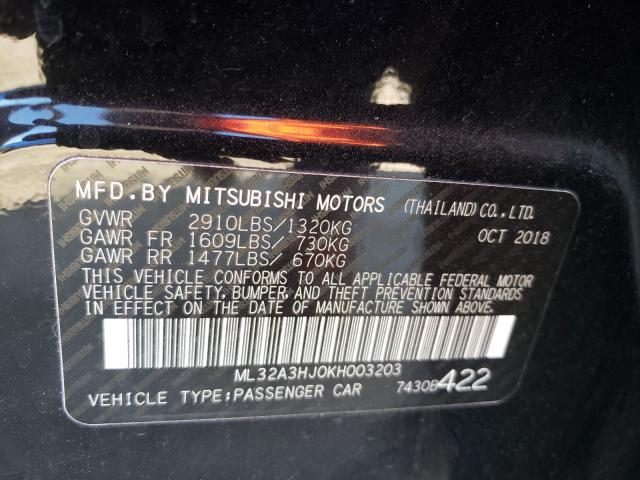 MFD.BY MITSUBISHI MOTORS (THAILAND) CO., LTD.
GVWR 2910LBS/1320KG OCT 2018
GAWR FR 1609LBS/ 730KG
GAWR RR 1477LBS/ 670KG
THIS VEHICLE CONFORMS TO ALL APPLICABLE FEDERAL MOTOR
VEHICLE SAFETY, BUMPER, AND THEFT PREVENTION STANDARDS
IN EFFECT ON THE DATE OF MANUFACTURE SHOWN ABOVE.
ML32A3HJ0KH003203
VEHICLE TYPE:PASSENGER CAR 7430B422